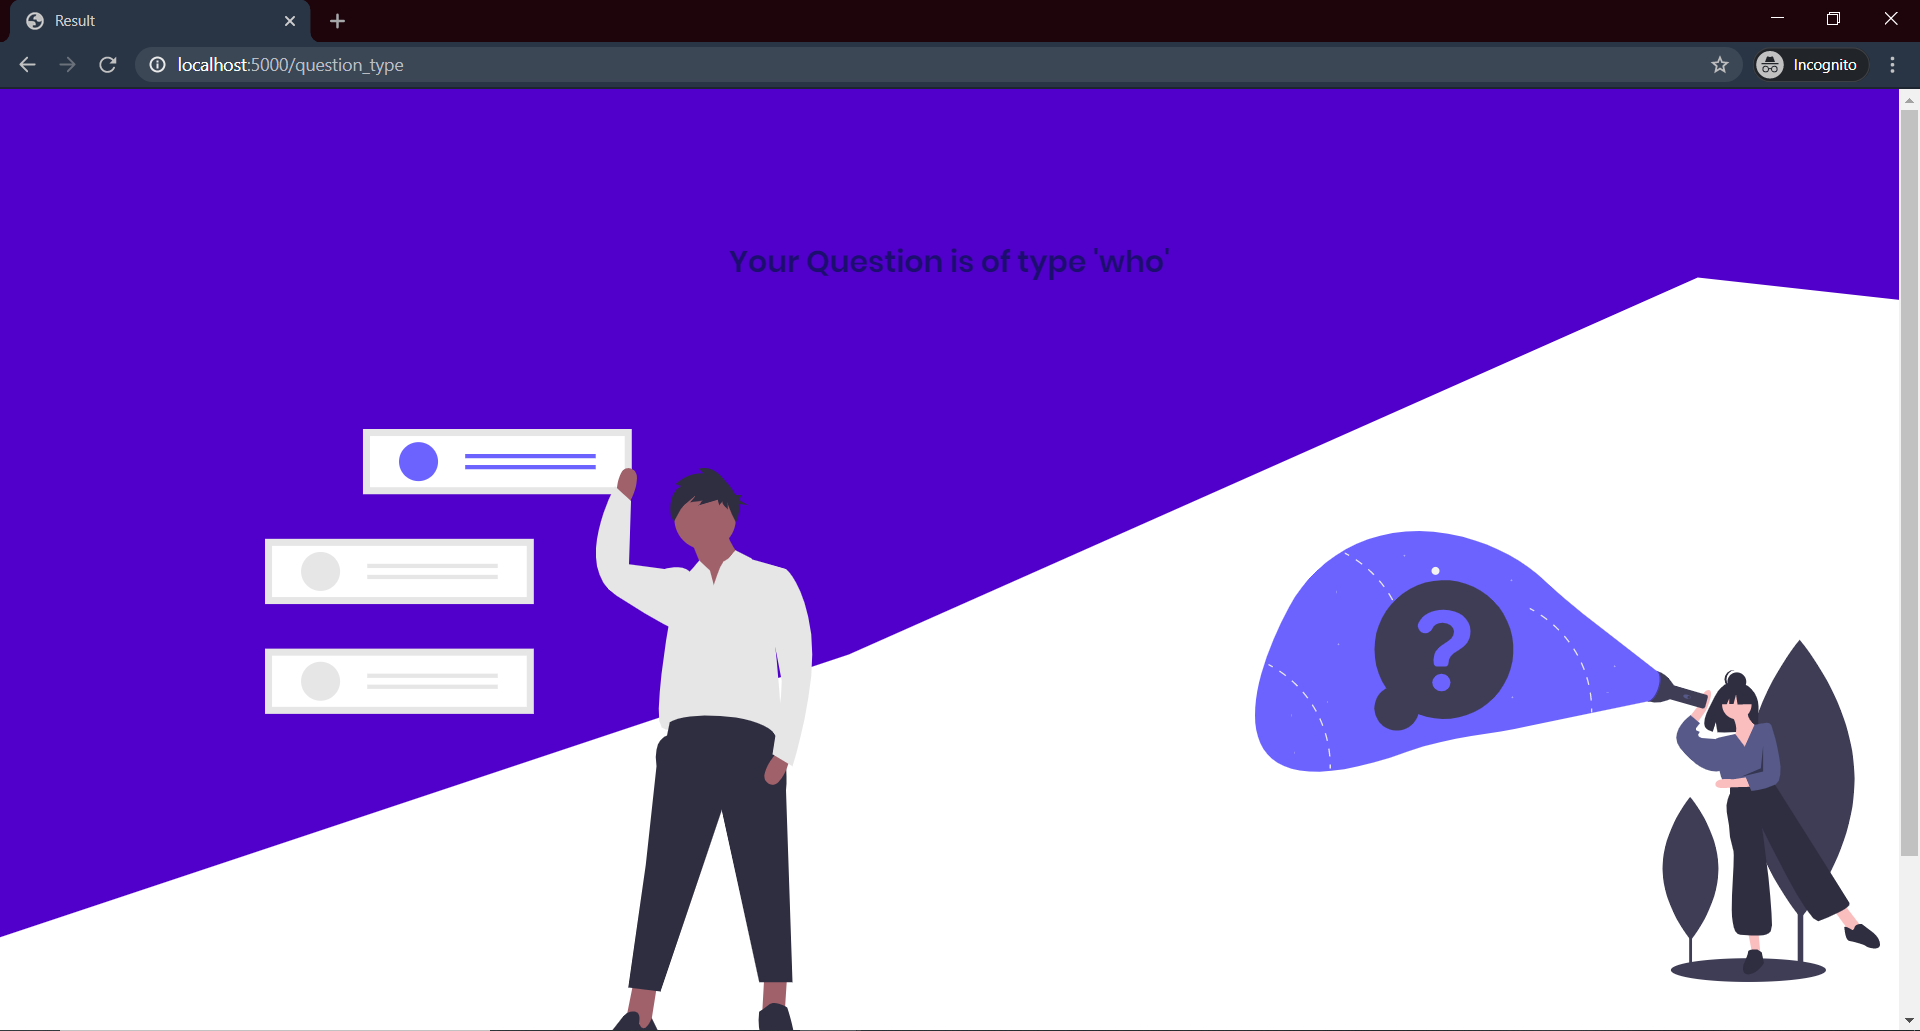 Result
localhost:5000/question_type
Incognito
Your Question is of type 'who'
?